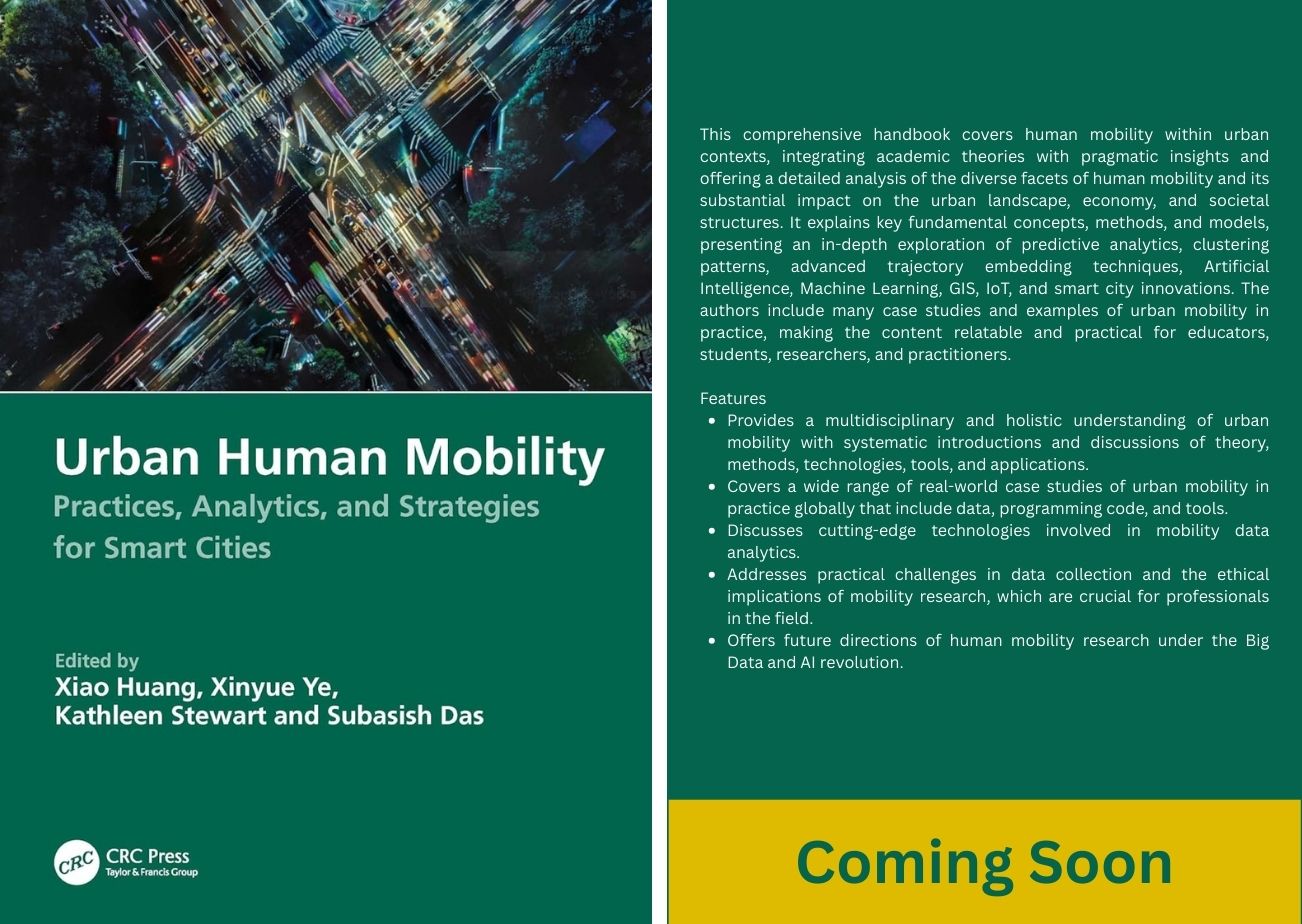 Urban Human Mobility
Practices, Analytics, and Strategies
for Smart Cities
Edited by
Xiao Huang, Xinyue Ye,
Kathleen Stewart and Subasish Das
CRC
CRC Press
Taylor & Francis Group
This comprehensive handbook covers human mobility within urban
contexts, integrating academic theories with pragmatic insights and
offering a detailed analysis of the diverse facets of human mobility and its
substantial impact on the urban landscape, economy, and societal
structures. It explains key fundamental concepts, methods, and models,
presenting an in-depth exploration of predictive analytics, clustering
patterns, advanced trajectory embedding techniques, Artificial
Intelligence, Machine Learning, GIS, IoT, and smart city innovations. The
authors include many case studies and examples of urban mobility in
practice, making the content relatable and practical for educators,
students, researchers, and practitioners.
Features
• Provides a multidisciplinary and holistic understanding of urban
mobility with systematic introductions and discussions of theory,
methods, technologies, tools, and applications.
• Covers a wide range of real-world case studies of urban mobility in
practice globally that include data, programming code, and tools.
• Discusses cutting-edge technologies involved in mobility data
analytics.
• Addresses practical challenges in data collection and the ethical
implications of mobility research, which are crucial for professionals
in the field.
• Offers future directions of human mobility research under the Big
Data and AI revolution.
Coming Soon